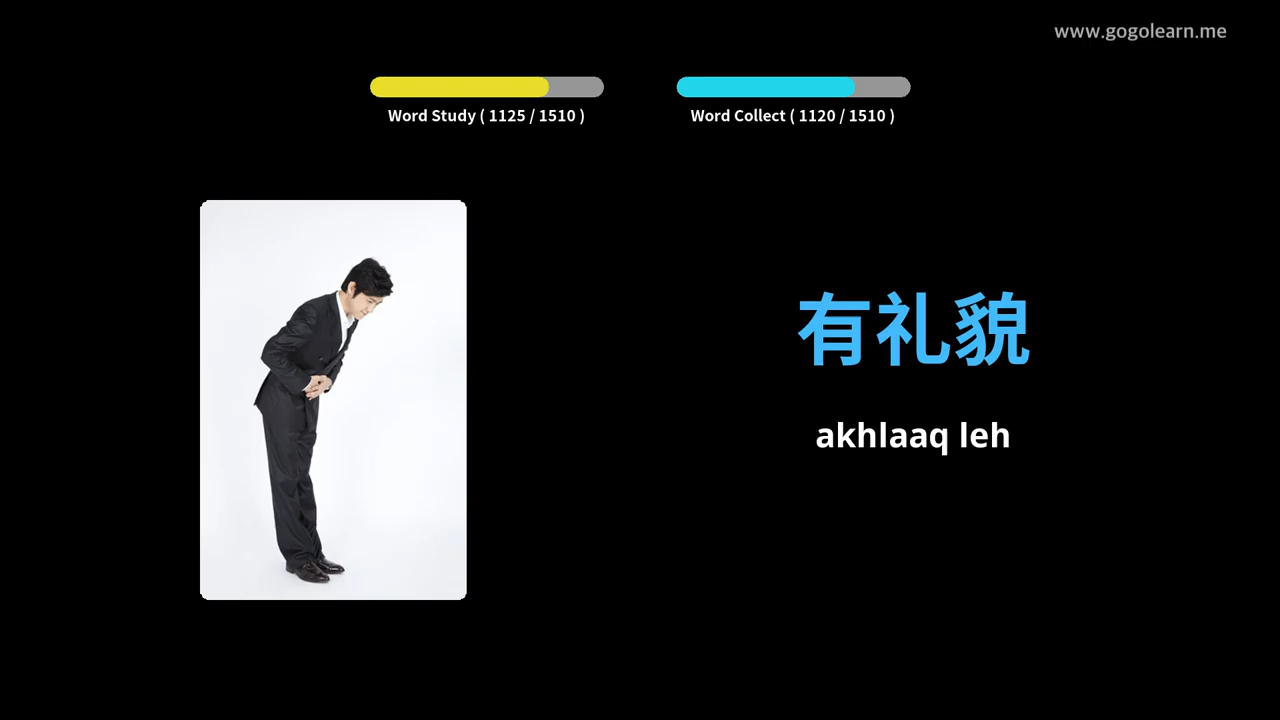 www.gogolearn.me
Word Study ( 1125 / 1510 )
Word Collect ( 1120 / 1510 )
有礼貌
akhlaaq leh